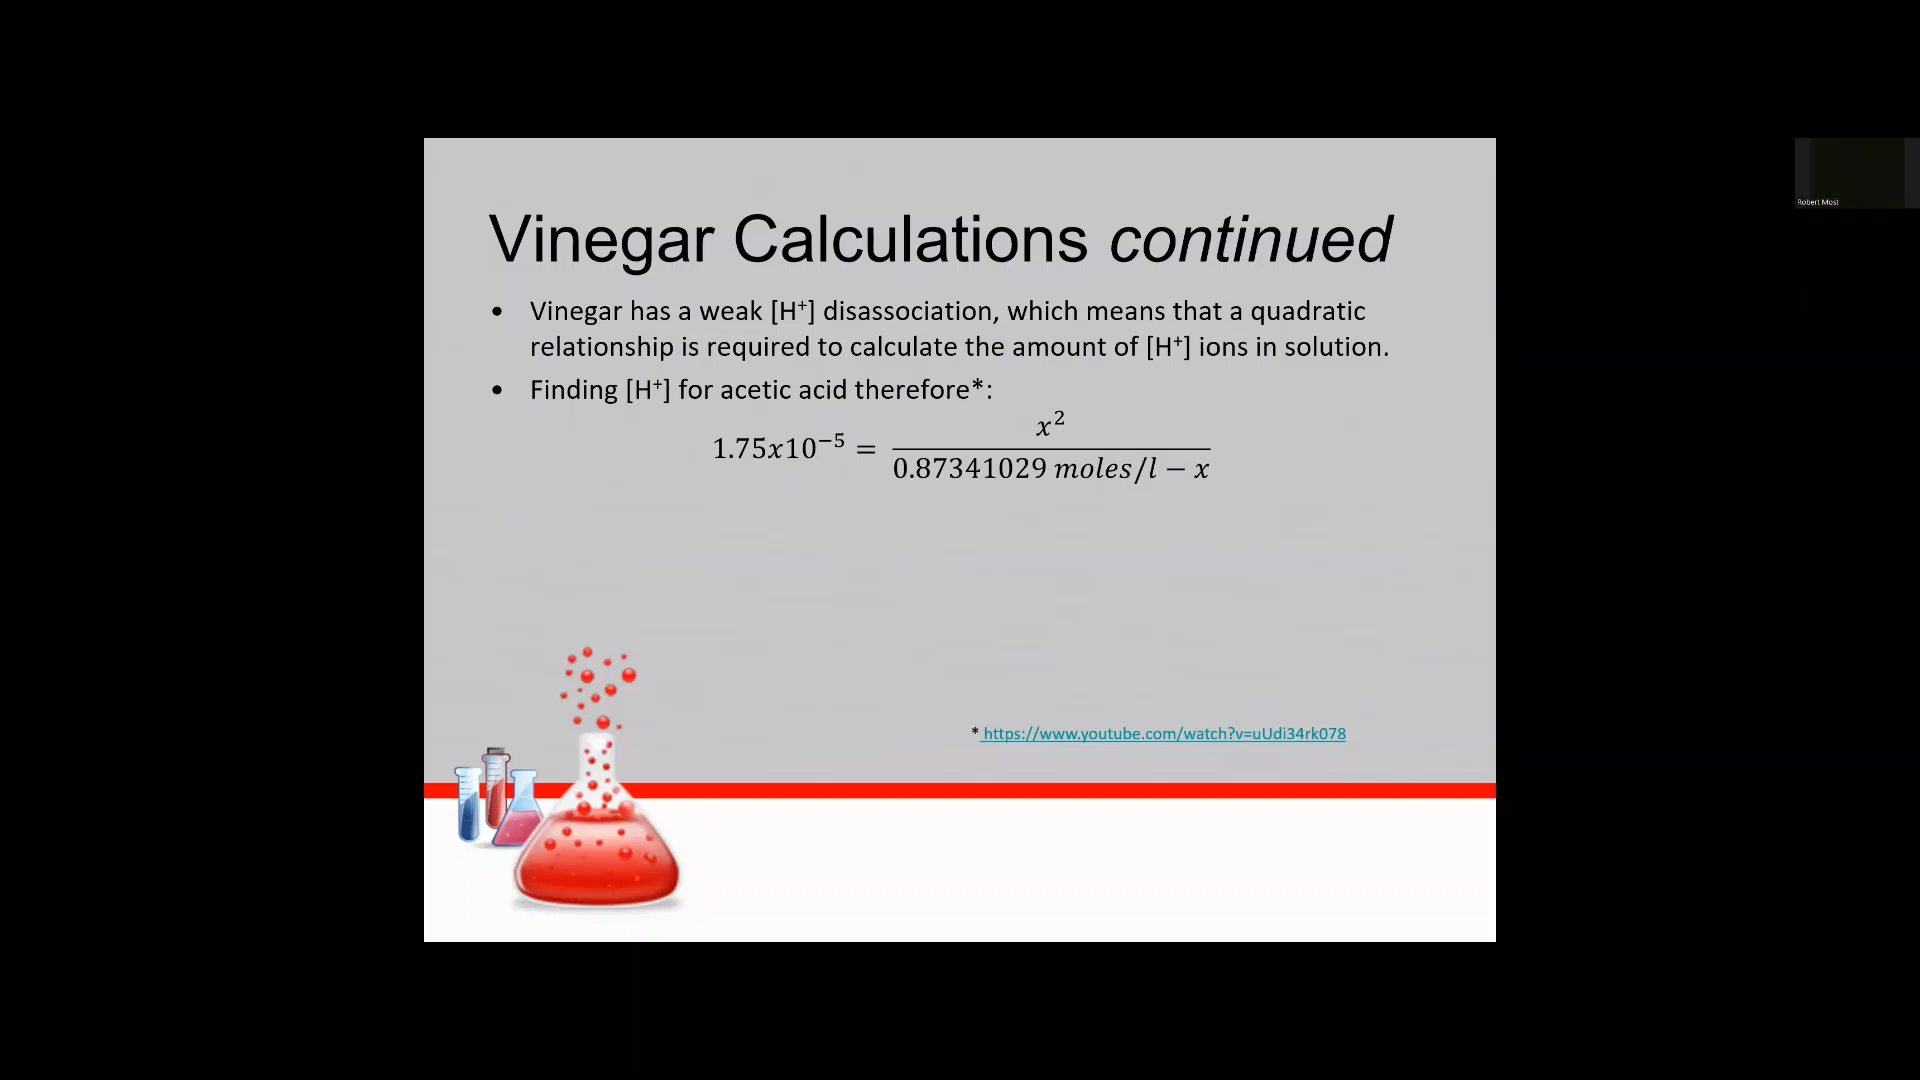 Vinegar Calculations continued
• Vinegar has a weak [H⁺] disassociation, which means that a quadratic
relationship is required to calculate the amount of [H⁺] ions in solution.
• Finding [H⁺] for acetic acid therefore*:
1.75x10⁻⁵ = x² / (0.87341029 moles/l − x)
* https://www.youtube.com/watch?v=uUdi34rk078
Robert Most